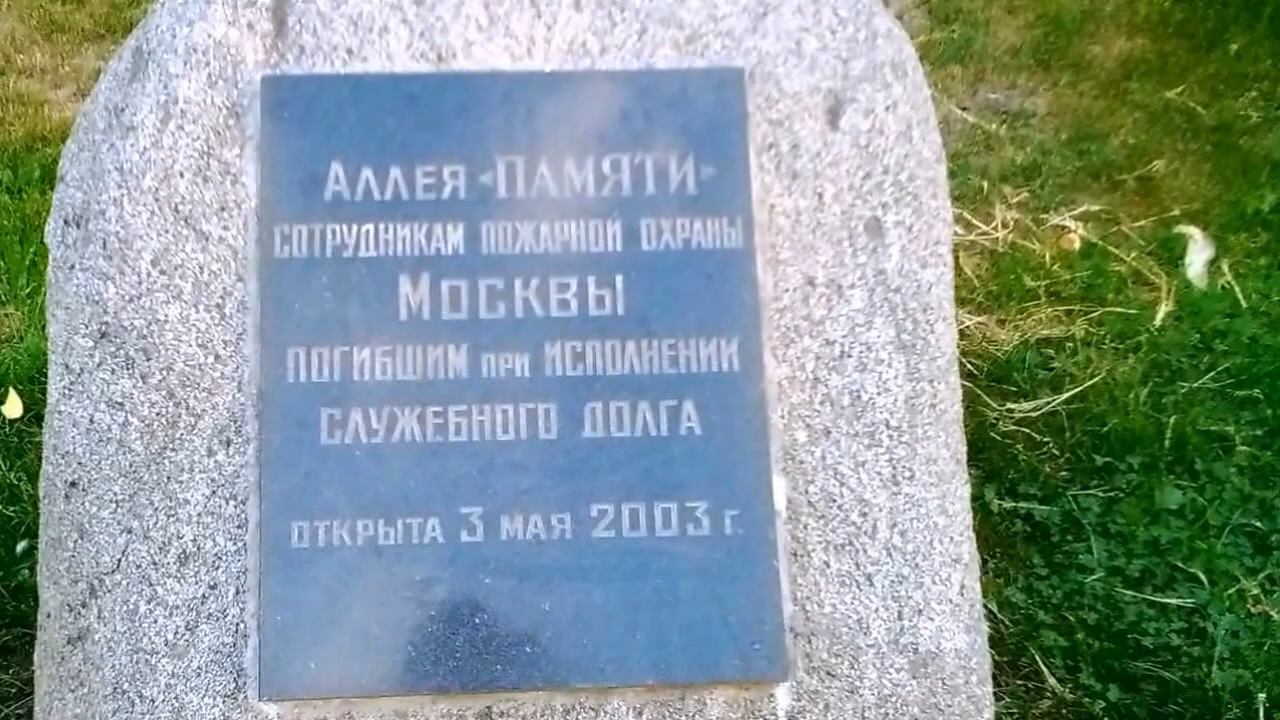 Аллея «ПАМЯТИ»
СОТРУДНИКАМ ПОЖАРНОЙ ОХРАНЫ
МОСКВЫ
ПОГИБШИМ ПРИ ИСПОЛНЕНИИ
СЛУЖЕБНОГО ДОЛГА
ОТКРЫТА 3 МАЯ 2003 Г.